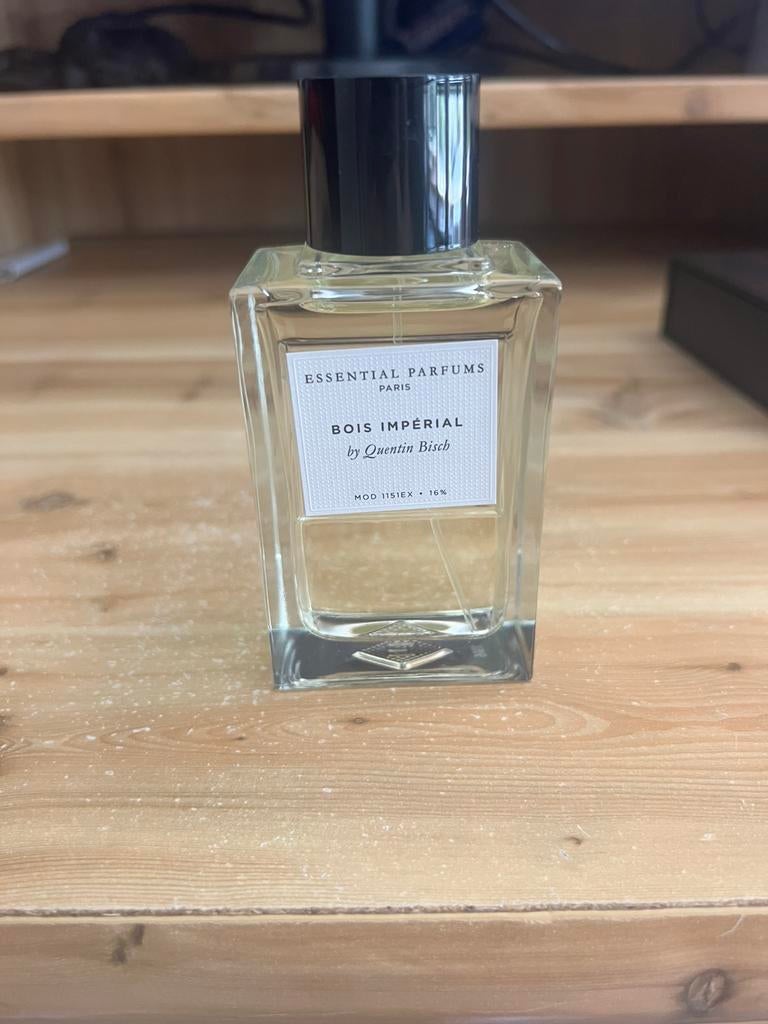 ESSENTIAL PARFUMS
PARIS
BOIS IMPÉRIAL
by Quentin Bisch
MOD 1151EX • 16%